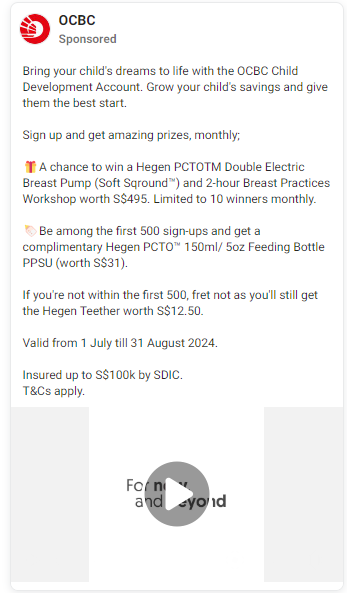 OCBC
Sponsored
Bring your child's dreams to life with the OCBC Child
Development Account. Grow your child's savings and give
them the best start.
Sign up and get amazing prizes, monthly;
🎁A chance to win a Hegen PCTOTM Double Electric
Breast Pump (Soft Sqround™) and 2-hour Breast Practices
Workshop worth S$495. Limited to 10 winners monthly.
🏷️Be among the first 500 sign-ups and get a
complimentary Hegen PCTO™ 150ml/ 5oz Feeding Bottle
PPSU (worth S$31).
If you're not within the first 500, fret not as you'll still get
the Hegen Teether worth S$12.50.
Valid from 1 July till 31 August 2024.
Insured up to S$100k by SDIC.
T&Cs apply.
For now
and beyond